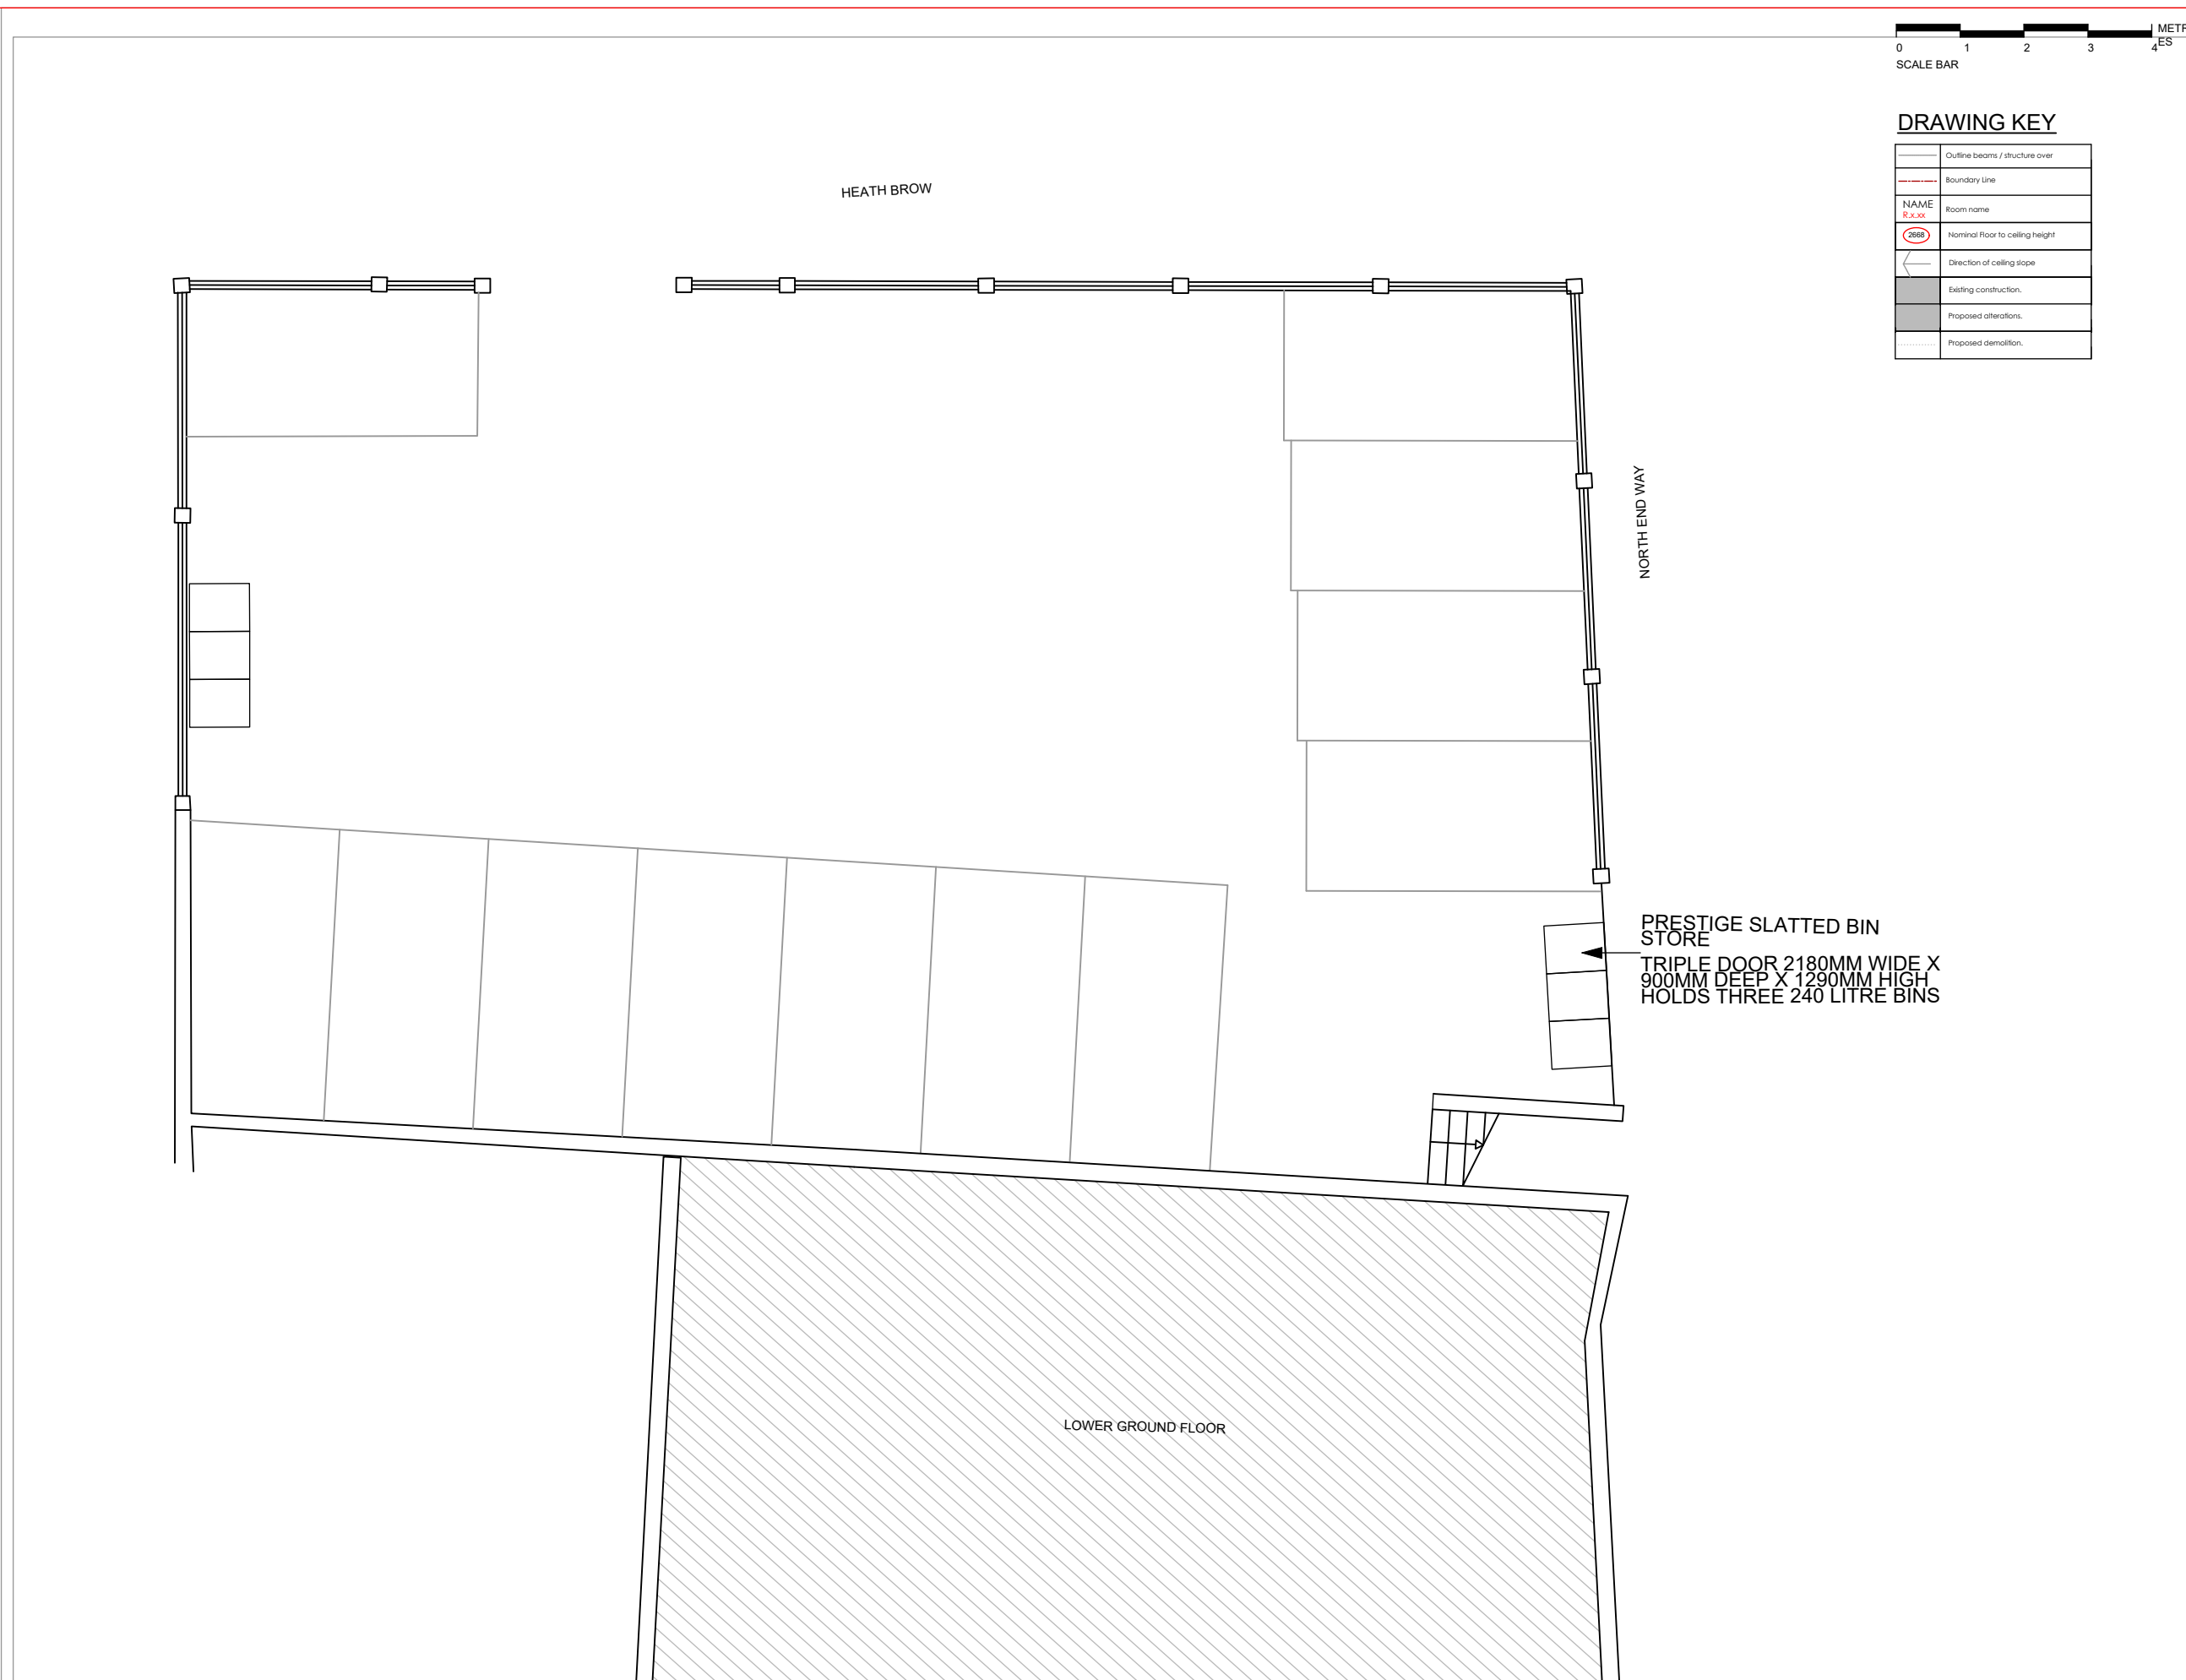 METR
ES
0 1 2 3 4
SCALE BAR
DRAWING KEY
Outline beams / structure over
Boundary Line
NAME
R.x.xx
Room name
2668
Nominal Floor to ceiling height
Direction of ceiling slope
Existing construction.
Proposed alterations.
Proposed demolition.
HEATH BROW
NORTH END WAY
PRESTIGE SLATTED BIN
STORE
TRIPLE DOOR 2180MM WIDE X
900MM DEEP X 1290MM HIGH
HOLDS THREE 240 LITRE BINS
LOWER GROUND FLOOR